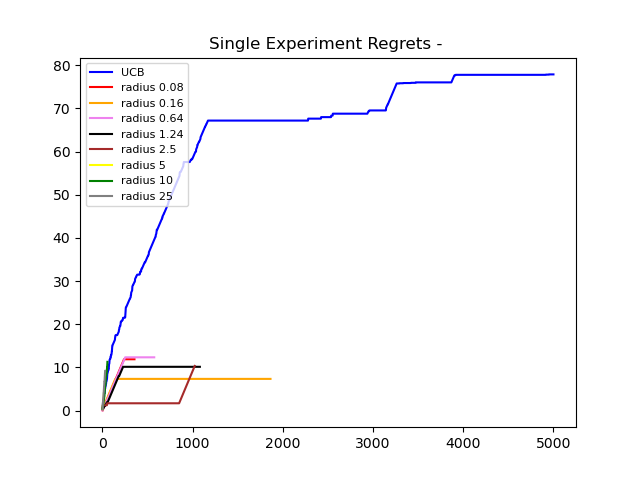 Single Experiment Regrets -
UCB
radius 0.08
radius 0.16
radius 0.64
radius 1.24
radius 2.5
radius 5
radius 10
radius 25
80
70
60
50
40
30
20
10
0
0 1000 2000 3000 4000 5000